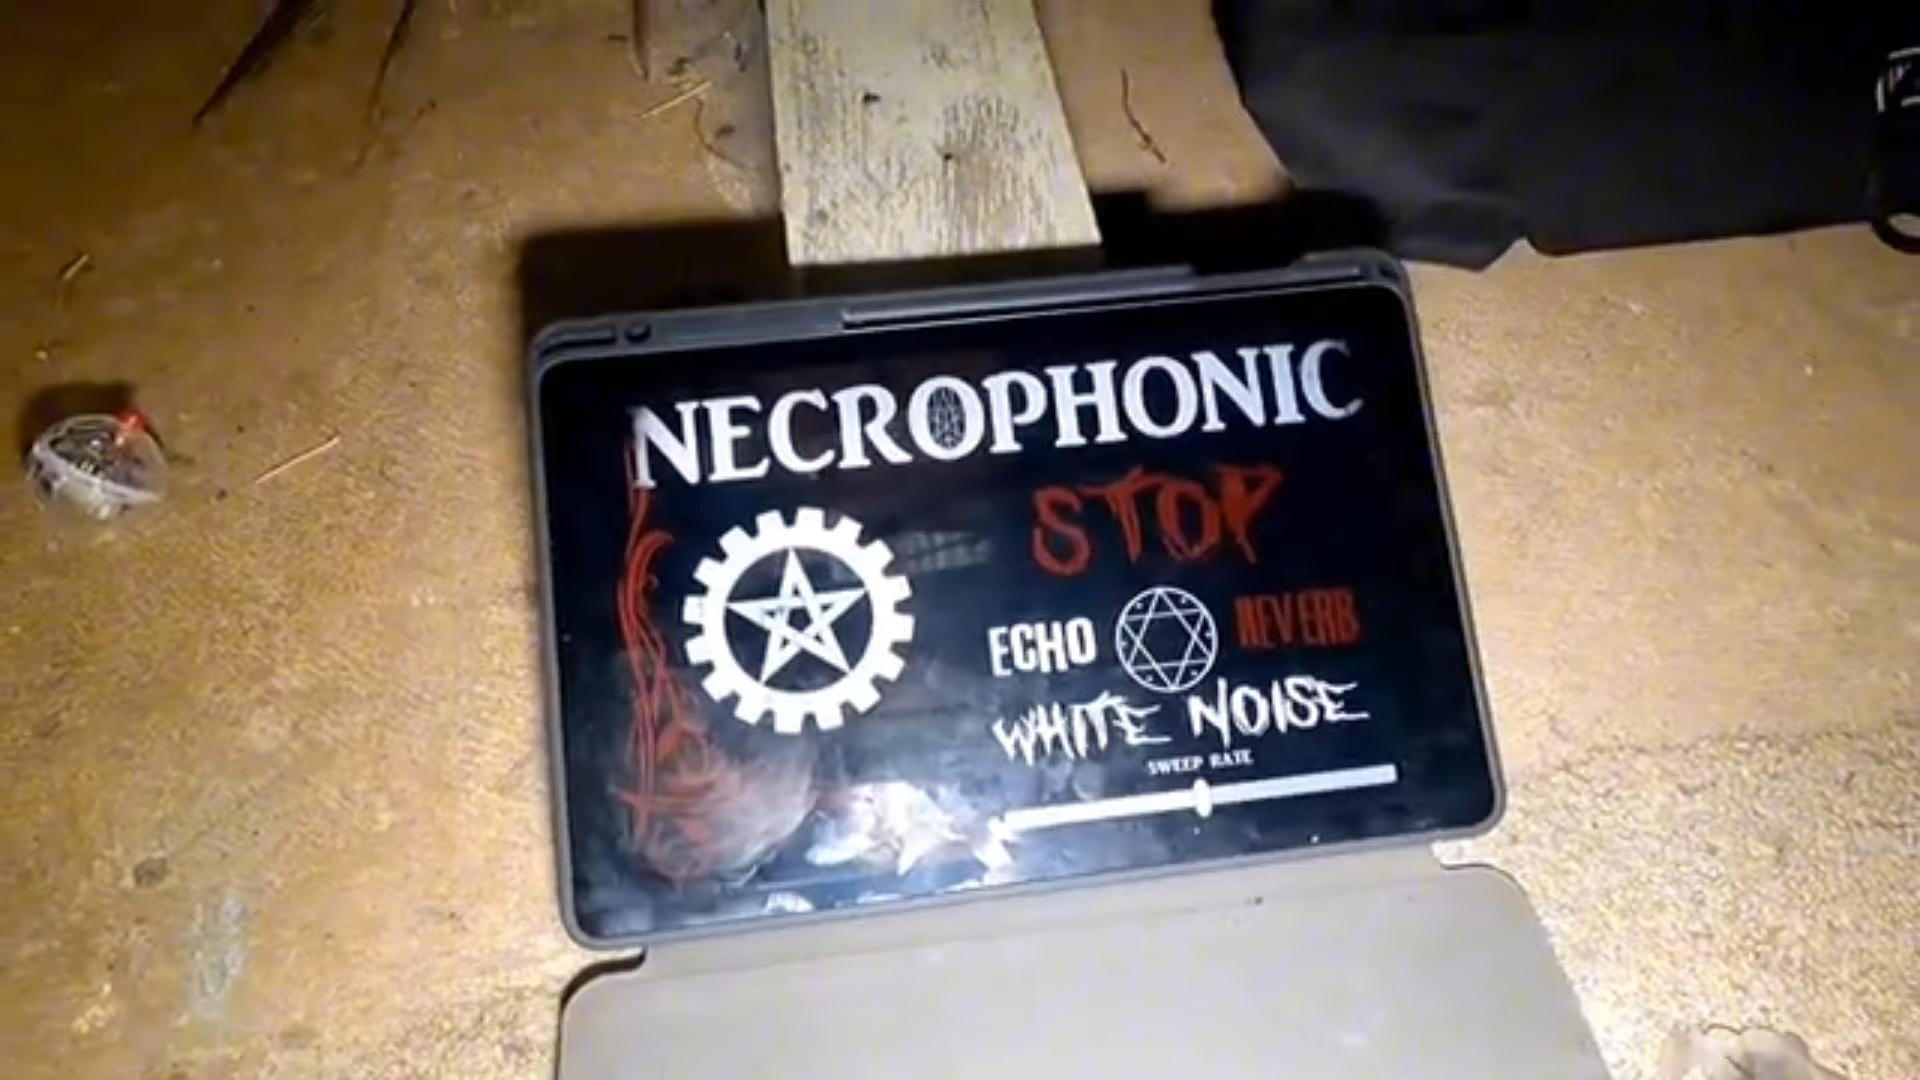 NECROPHONIC
STOP
ECHO REVERB
WHITE NOISE
SWEEP RATE